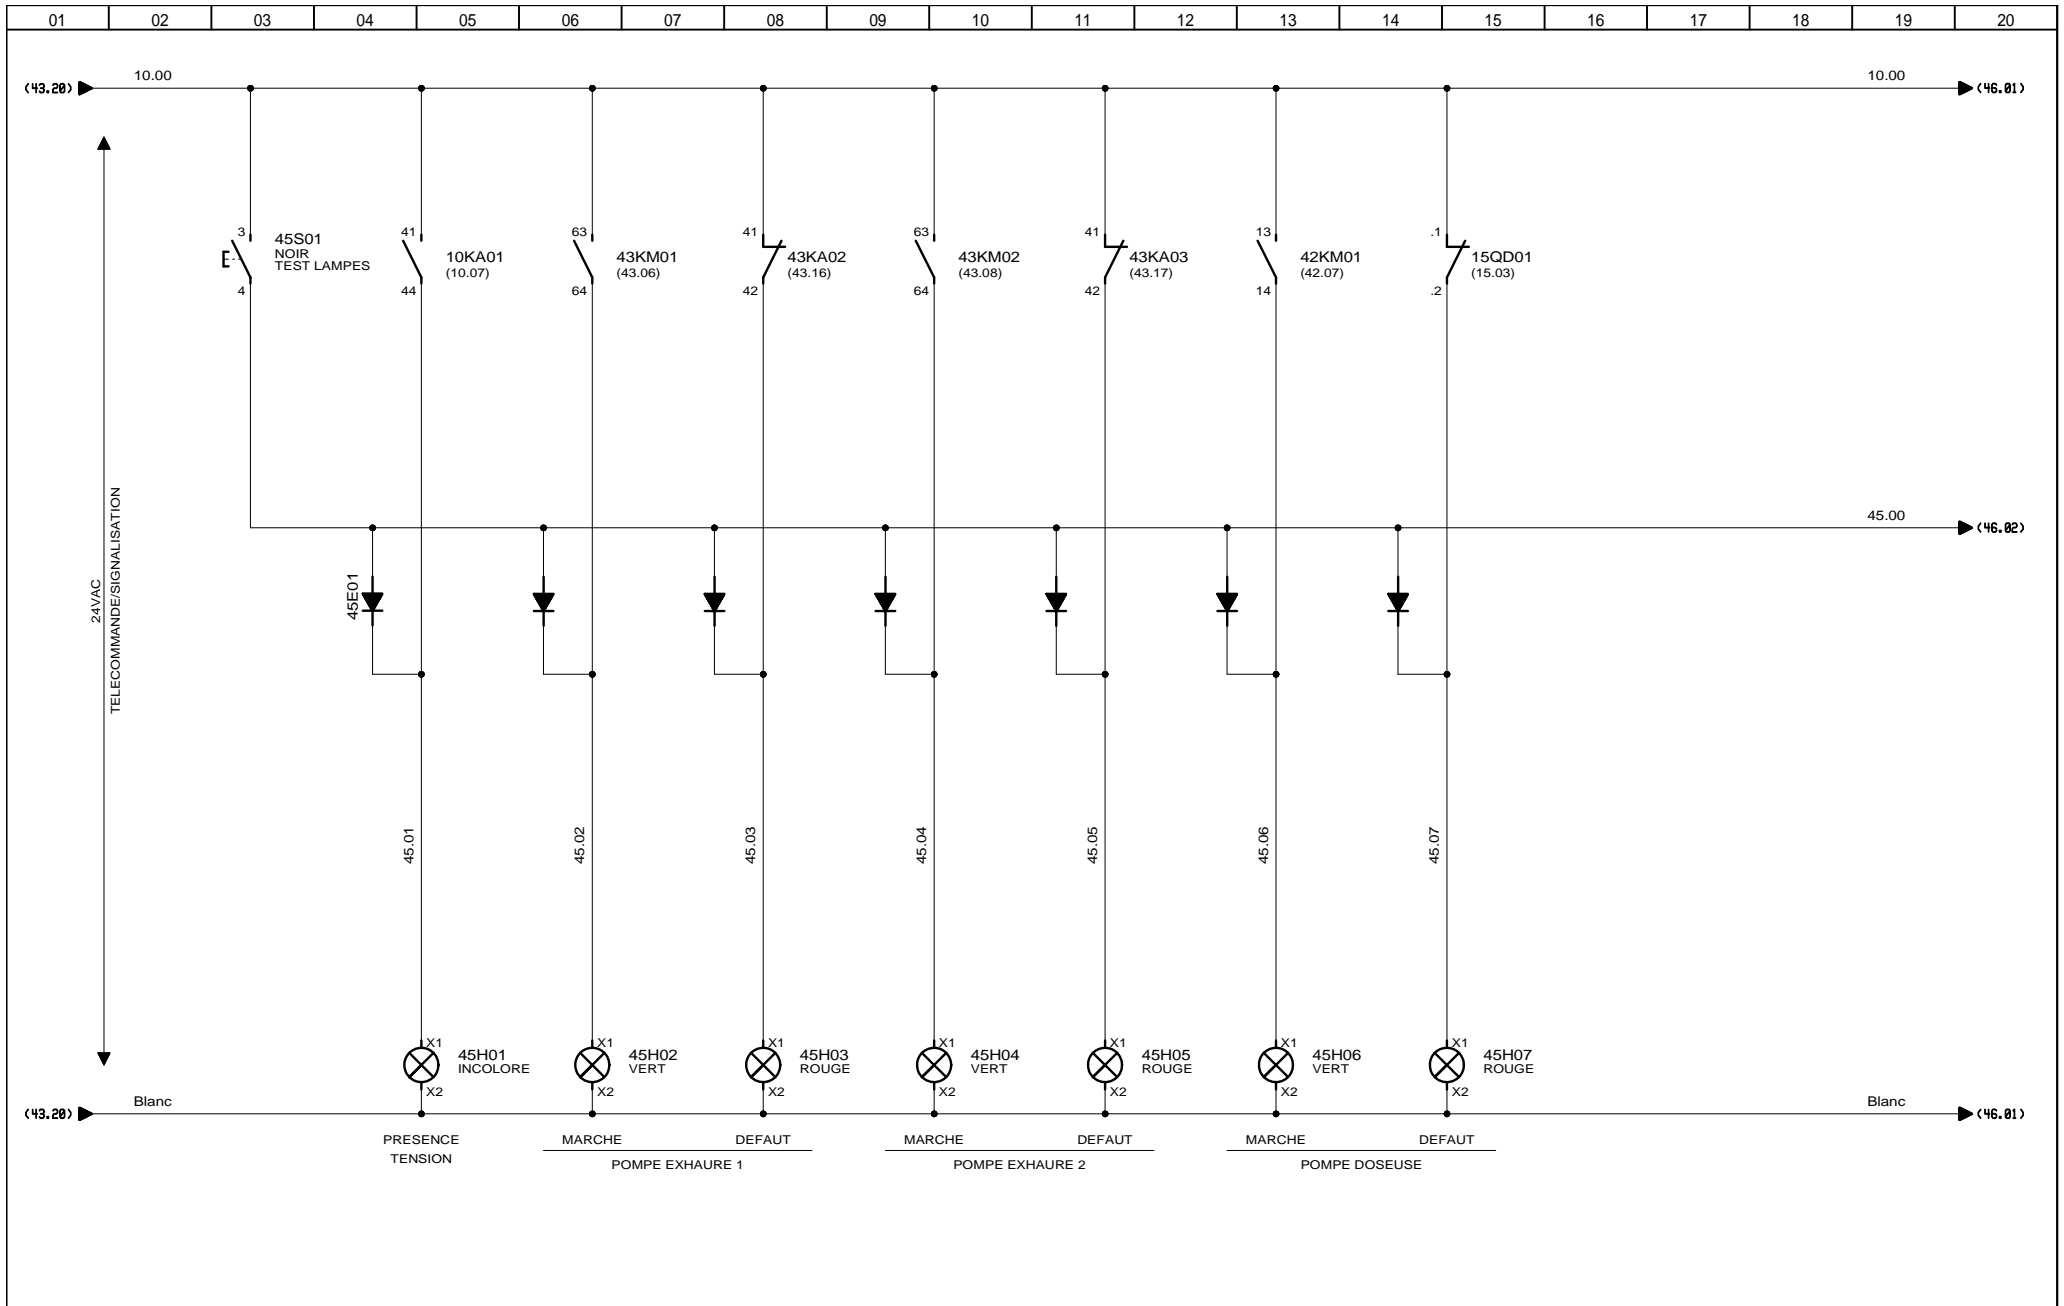 01 02 03 04 05 06 07 08 09 10 11 12 13 14 15 16 17 18 19 20
10.00 10.00
(43.20) (46.01)
3 45S01 41 63 41 63 41 13 .1
NOIR
TEST LAMPES
10KA01 43KM01 43KA02 43KM02 43KA03 42KM01 15QD01
(10.07) (43.06) (43.16) (43.08) (43.17) (42.07) (15.03)
4 44 64 42 64 42 14 .2
45.00
(46.02)
24VAC
TELECOMMANDE/SIGNALISATION
45E01
45.01 45.02 45.03 45.04 45.05 45.06 45.07
X1 X1 X1 X1 X1 X1 X1
45H01 45H02 45H03 45H04 45H05 45H06 45H07
INCOLORE VERT ROUGE VERT ROUGE VERT ROUGE
X2 X2 X2 X2 X2 X2 X2
Blanc Blanc
(43.20) (46.01)
PRESENCE MARCHE DEFAUT MARCHE DEFAUT MARCHE DEFAUT
TENSION POMPE EXHAURE 1 POMPE EXHAURE 2 POMPE DOSEUSE